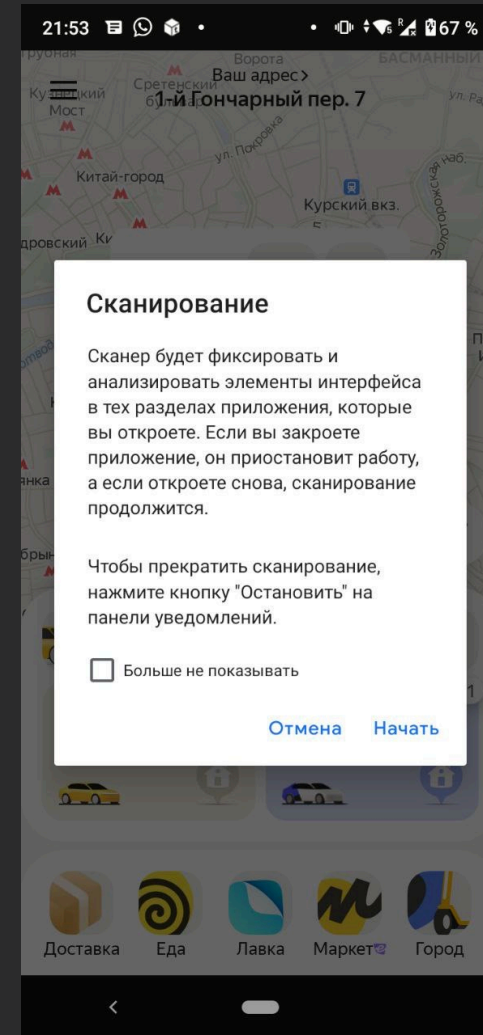 21:53
67 %
Ворота
БАСМАННЫЙ
Ваш адрес
Сретенский
бульвар
Кузнецкий
Мост
1-й Гончарный пер. 7
ул. Покровка
Китай-город
Курский вкз.
Сканирование
Сканер будет фиксировать и
анализировать элементы интерфейса
в тех разделах приложения, которые
вы откроете. Если вы закроете
приложение, он приостановит работу,
а если откроете снова, сканирование
продолжится.
Чтобы прекратить сканирование,
нажмите кнопку "Остановить" на
панели уведомлений.
Больше не показывать
Отмена
Начать
Доставка
Еда
Лавка
Маркет
Город